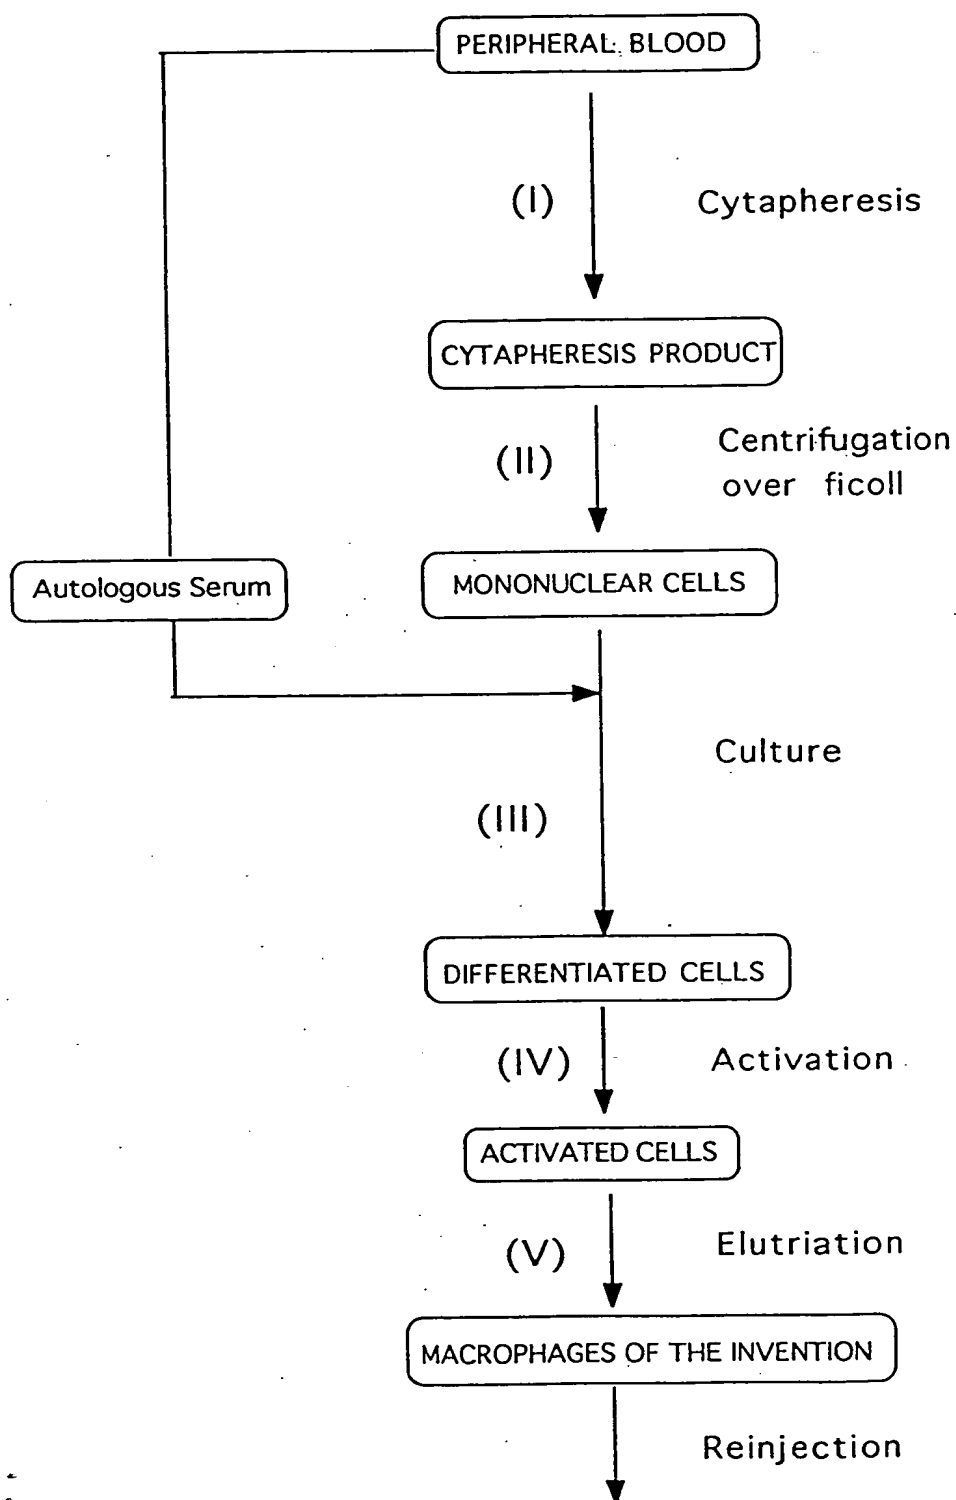 PERIPHERAL BLOOD
(I)
Cytapheresis
CYTAPHERESIS PRODUCT
(II)
Centrifugation
over ficoll
Autologous Serum
MONONUCLEAR CELLS
Culture
(III)
DIFFERENTIATED CELLS
(IV)
Activation
ACTIVATED CELLS
(V)
Elutriation
MACROPHAGES OF THE INVENTION
Reinjection